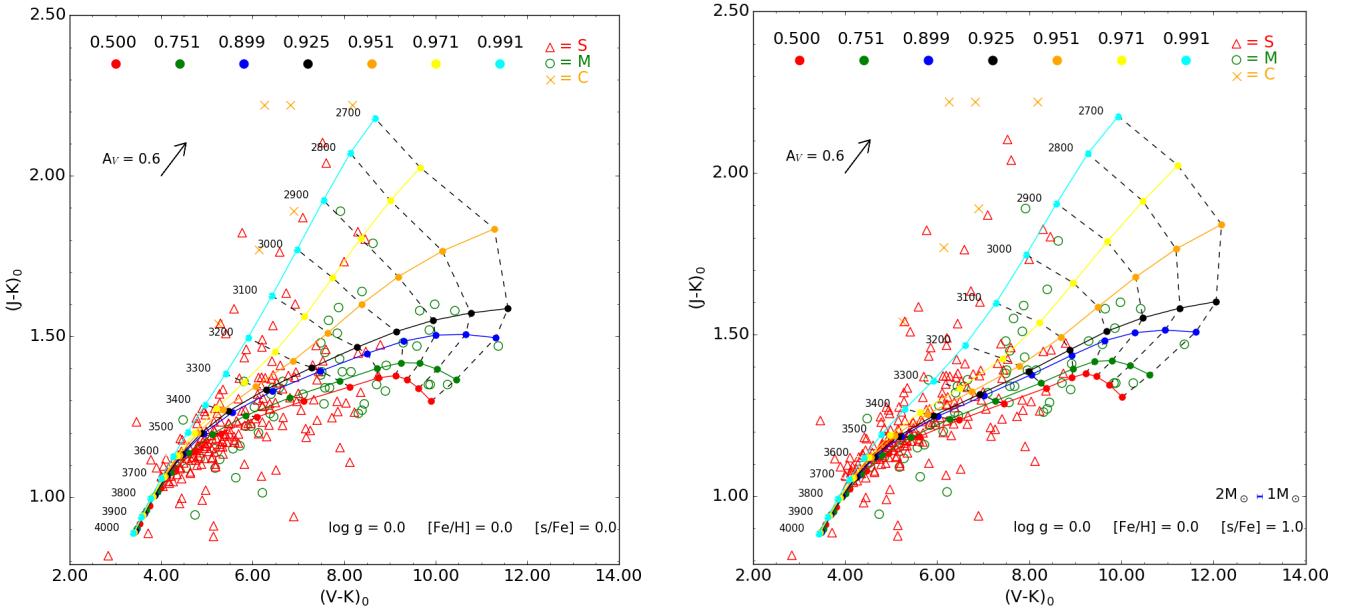 2.50
0.500 0.751 0.899 0.925 0.951 0.971 0.991
△ = S
○ = M
× = C
2700
A_V = 0.6
2800
2.00
2900
3000
3100
(J-K)_0
3200
1.50
3300
3400
3500
3600
3700
1.00
3800
3900
4000
log g = 0.0 [Fe/H] = 0.0 [s/Fe] = 0.0
2.00 4.00 6.00 8.00 10.00 12.00 14.00
(V-K)_0
2.50
0.500 0.751 0.899 0.925 0.951 0.971 0.991
△ = S
○ = M
× = C
2700
A_V = 0.6
2800
2.00
2900
3000
3100
(J-K)_0
3200
1.50
3300
3400
3500
3600
3700
1.00
3800
2M_⊙ 1M_⊙
3900
4000
log g = 0.0 [Fe/H] = 0.0 [s/Fe] = 1.0
2.00 4.00 6.00 8.00 10.00 12.00 14.00
(V-K)_0